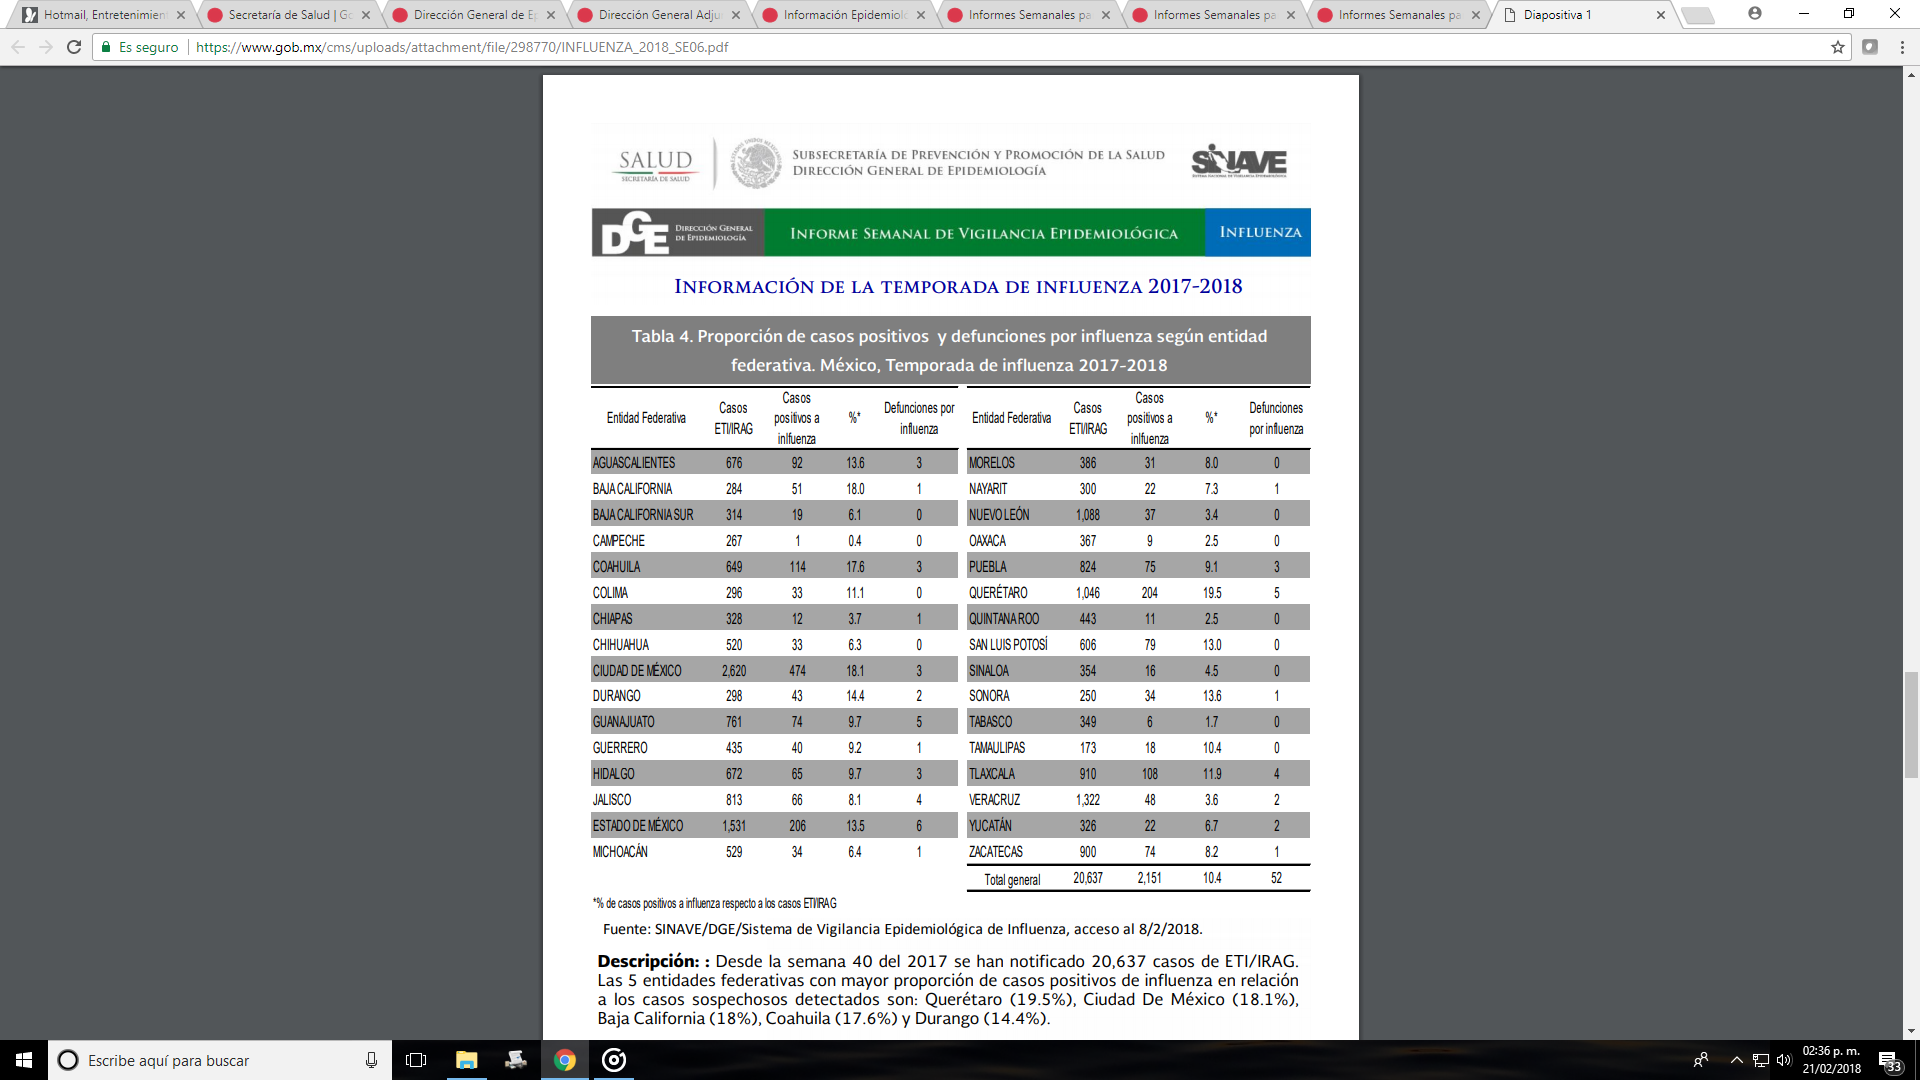 Hotmail, Entretenimien
Secretaría de Salud | Go
Dirección General de Ep
Dirección General Adju
Información Epidemiolo
Informes Semanales pa
Informes Semanales pa
Informes Semanales pa
Diapositiva 1
Es seguro
https://www.gob.mx/cms/uploads/attachment/file/298770/INFLUENZA_2018_SE06.pdf
SALUD
SECRETARÍA DE SALUD
SUBSECRETARÍA DE PREVENCIÓN Y PROMOCIÓN DE LA SALUD
DIRECCIÓN GENERAL DE EPIDEMIOLOGÍA
SINAVE
DGE
DIRECCIÓN GENERAL
DE EPIDEMIOLOGÍA
INFORME SEMANAL DE VIGILANCIA EPIDEMIOLÓGICA
INFLUENZA
INFORMACIÓN DE LA TEMPORADA DE INFLUENZA 2017-2018
Tabla 4. Proporción de casos positivos y defunciones por influenza según entidad
federativa. México, Temporada de influenza 2017-2018
Entidad Federativa Casos ETI/IRAG Casos positivos a inlfuenza %* Defunciones por influenza Entidad Federativa Casos ETI/IRAG Casos positivos a inlfuenza %* Defunciones por influenza
AGUASCALIENTES 676 92 13.6 3 MORELOS 386 31 8.0 0
BAJA CALIFORNIA 284 51 18.0 1 NAYARIT 300 22 7.3 1
BAJA CALIFORNIA SUR 314 19 6.1 0 NUEVO LEÓN 1,088 37 3.4 0
CAMPECHE 267 1 0.4 0 OAXACA 367 9 2.5 0
COAHUILA 649 114 17.6 3 PUEBLA 824 75 9.1 3
COLIMA 296 33 11.1 0 QUERÉTARO 1,046 204 19.5 5
CHIAPAS 328 12 3.7 1 QUINTANA ROO 443 11 2.5 0
CHIHUAHUA 520 33 6.3 0 SAN LUIS POTOSÍ 606 79 13.0 0
CIUDAD DE MÉXICO 2,620 474 18.1 3 SINALOA 354 16 4.5 0
DURANGO 298 43 14.4 2 SONORA 250 34 13.6 1
GUANAJUATO 761 74 9.7 5 TABASCO 349 6 1.7 0
GUERRERO 435 40 9.2 1 TAMAULIPAS 173 18 10.4 0
HIDALGO 672 65 9.7 3 TLAXCALA 910 108 11.9 4
JALISCO 813 66 8.1 4 VERACRUZ 1,322 48 3.6 2
ESTADO DE MÉXICO 1,531 206 13.5 6 YUCATÁN 326 22 6.7 2
MICHOACÁN 529 34 6.4 1 ZACATECAS 900 74 8.2 1
Total general 20,637 2,151 10.4 52
*% de casos positivos a influenza respecto a los casos ETI/IRAG
Fuente: SINAVE/DGE/Sistema de Vigilancia Epidemiológica de Influenza, acceso al 8/2/2018.
Descripción: : Desde la semana 40 del 2017 se han notificado 20,637 casos de ETI/IRAG.
Las 5 entidades federativas con mayor proporción de casos positivos de influenza en relación
a los casos sospechosos detectados son: Querétaro (19.5%), Ciudad De México (18.1%),
Baja California (18%), Coahuila (17.6%) y Durango (14.4%).
Escribe aquí para buscar
02:36 p. m.
21/02/2018
33